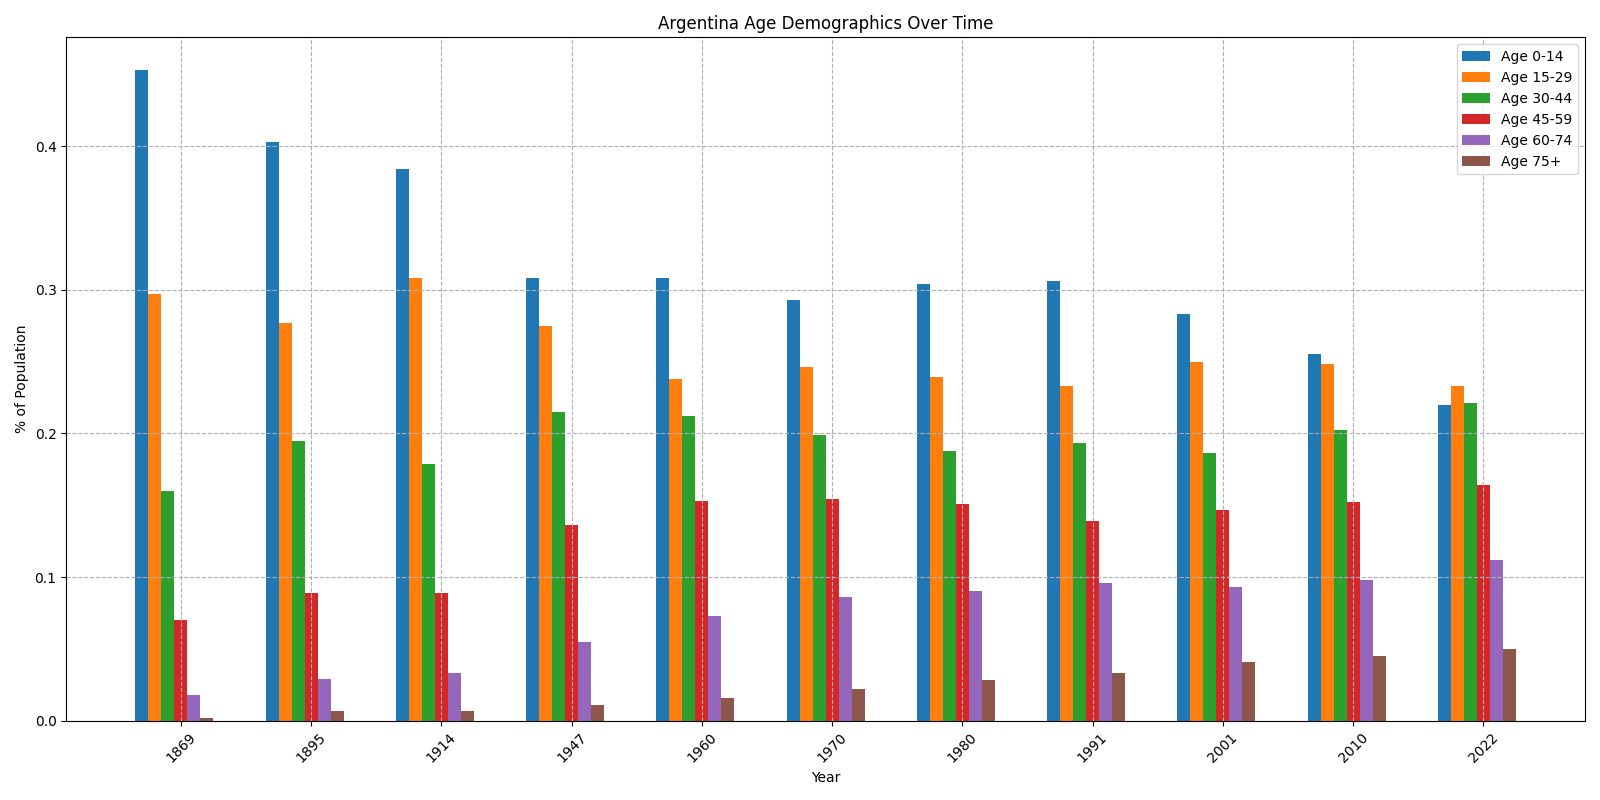 Argentina Age Demographics Over Time
Age 0-14
Age 15-29
Age 30-44
Age 45-59
Age 60-74
Age 75+
% of Population
0.4
0.3
0.2
0.1
0.0
1869
1895
1914
1947
1960
1970
1980
1991
2001
2010
2022
Year